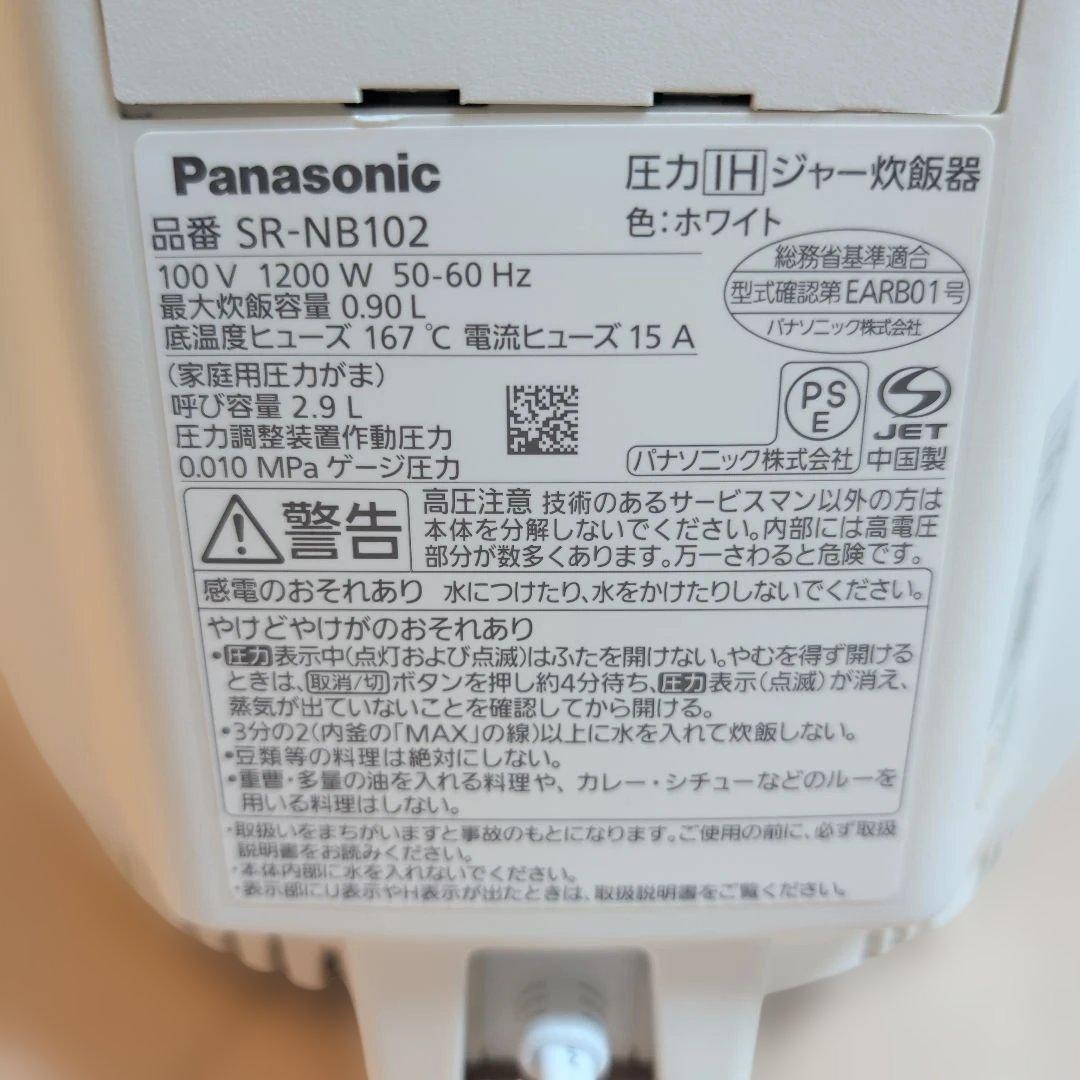 Panasonic
圧力IHジャー炊飯器
品番 SR-NB102
色:ホワイト
100 V 1200 W 50-60 Hz
最大炊飯容量 0.90 L
底温度ヒューズ 167 ℃ 電流ヒューズ 15 A
総務省基準適合
型式確認第EARB01号
パナソニック株式会社
(家庭用圧力がま)
呼び容量 2.9 L
圧力調整装置作動圧力
0.010 MPa ゲージ圧力
PS
E
パナソニック株式会社
JET
中国製
警告
高圧注意 技術のあるサービスマン以外の方は
本体を分解しないでください。内部には高電圧
部分が数多くあります。万一さわると危険です。
感電のおそれあり 水につけたり、水をかけたりしないでください。
やけどやけがのおそれあり
•圧力表示中(点灯および点滅)はふたを開けない。やむを得ず開ける
ときは、取消/切ボタンを押し約4分待ち、圧力表示(点滅)が消え、
蒸気が出ていないことを確認してから開ける。
•3分の2(内釜の「MAX」の線)以上に水を入れて炊飯しない。
•豆類等の料理は絶対にしない。
•重曹・多量の油を入れる料理や、カレー・シチューなどのルーを
用いる料理はしない。
・取扱いをまちがいますと事故のもとになります。ご使用の前に、必ず取扱
説明書をお読みください。
・本体内部に水を入れないでください。
・表示部にU表示やH表示が出たときは、取扱説明書をご覧ください。